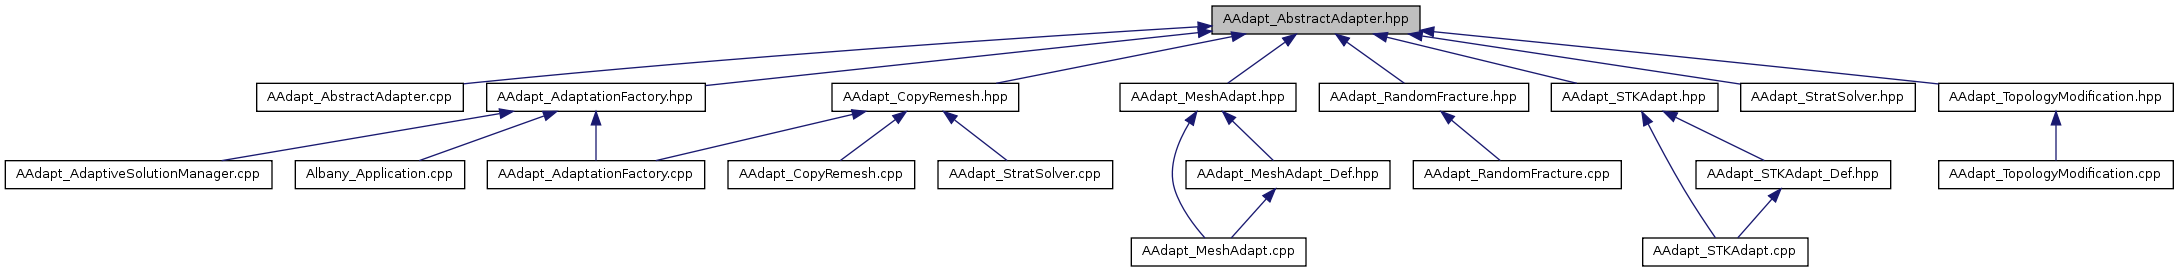 AAdapt_AbstractAdapter.hpp
AAdapt_AbstractAdapter.cpp
AAdapt_AdaptationFactory.hpp
AAdapt_CopyRemesh.hpp
AAdapt_MeshAdapt.hpp
AAdapt_RandomFracture.hpp
AAdapt_STKAdapt.hpp
AAdapt_StratSolver.hpp
AAdapt_TopologyModification.hpp
AAdapt_AdaptiveSolutionManager.cpp
Albany_Application.cpp
AAdapt_AdaptationFactory.cpp
AAdapt_CopyRemesh.cpp
AAdapt_StratSolver.cpp
AAdapt_MeshAdapt_Def.hpp
AAdapt_RandomFracture.cpp
AAdapt_STKAdapt_Def.hpp
AAdapt_TopologyModification.cpp
AAdapt_MeshAdapt.cpp
AAdapt_STKAdapt.cpp